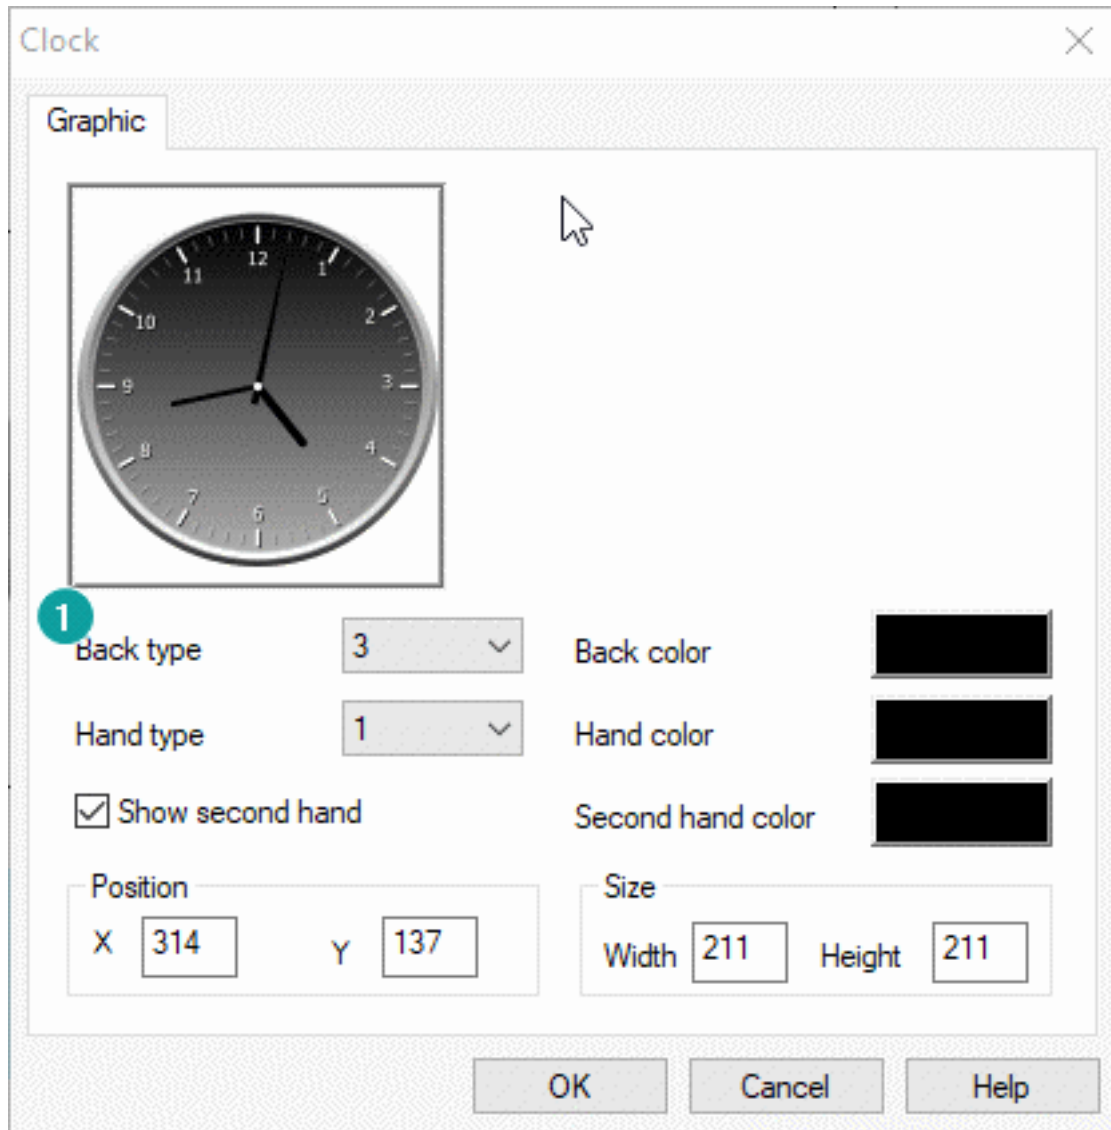 Clock
Graphic
12
11 1
10 2
9 3
8 4
7 5
6
1
Back type 3 Back color
Hand type 1 Hand color
Show second hand Second hand color
Position Size
X 314 Y 137 Width 211 Height 211
OK Cancel Help